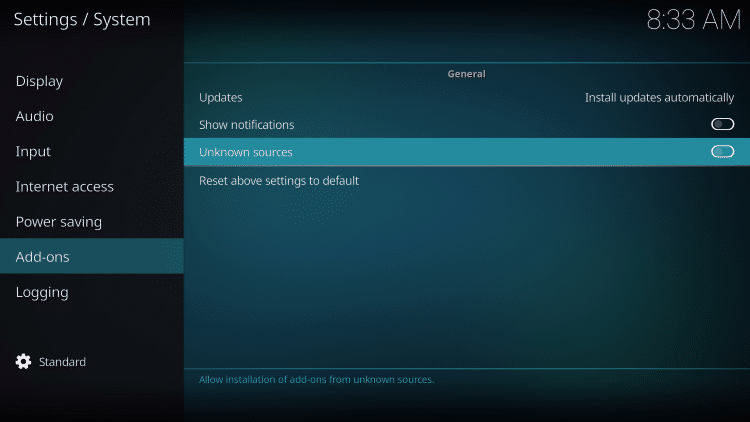 Settings / System
8:33 AM
Display
Audio
Input
Internet access
Power saving
Add-ons
Logging
Standard
General
Updates Install updates automatically
Show notifications
Unknown sources
Reset above settings to default
Allow installation of add-ons from unknown sources.